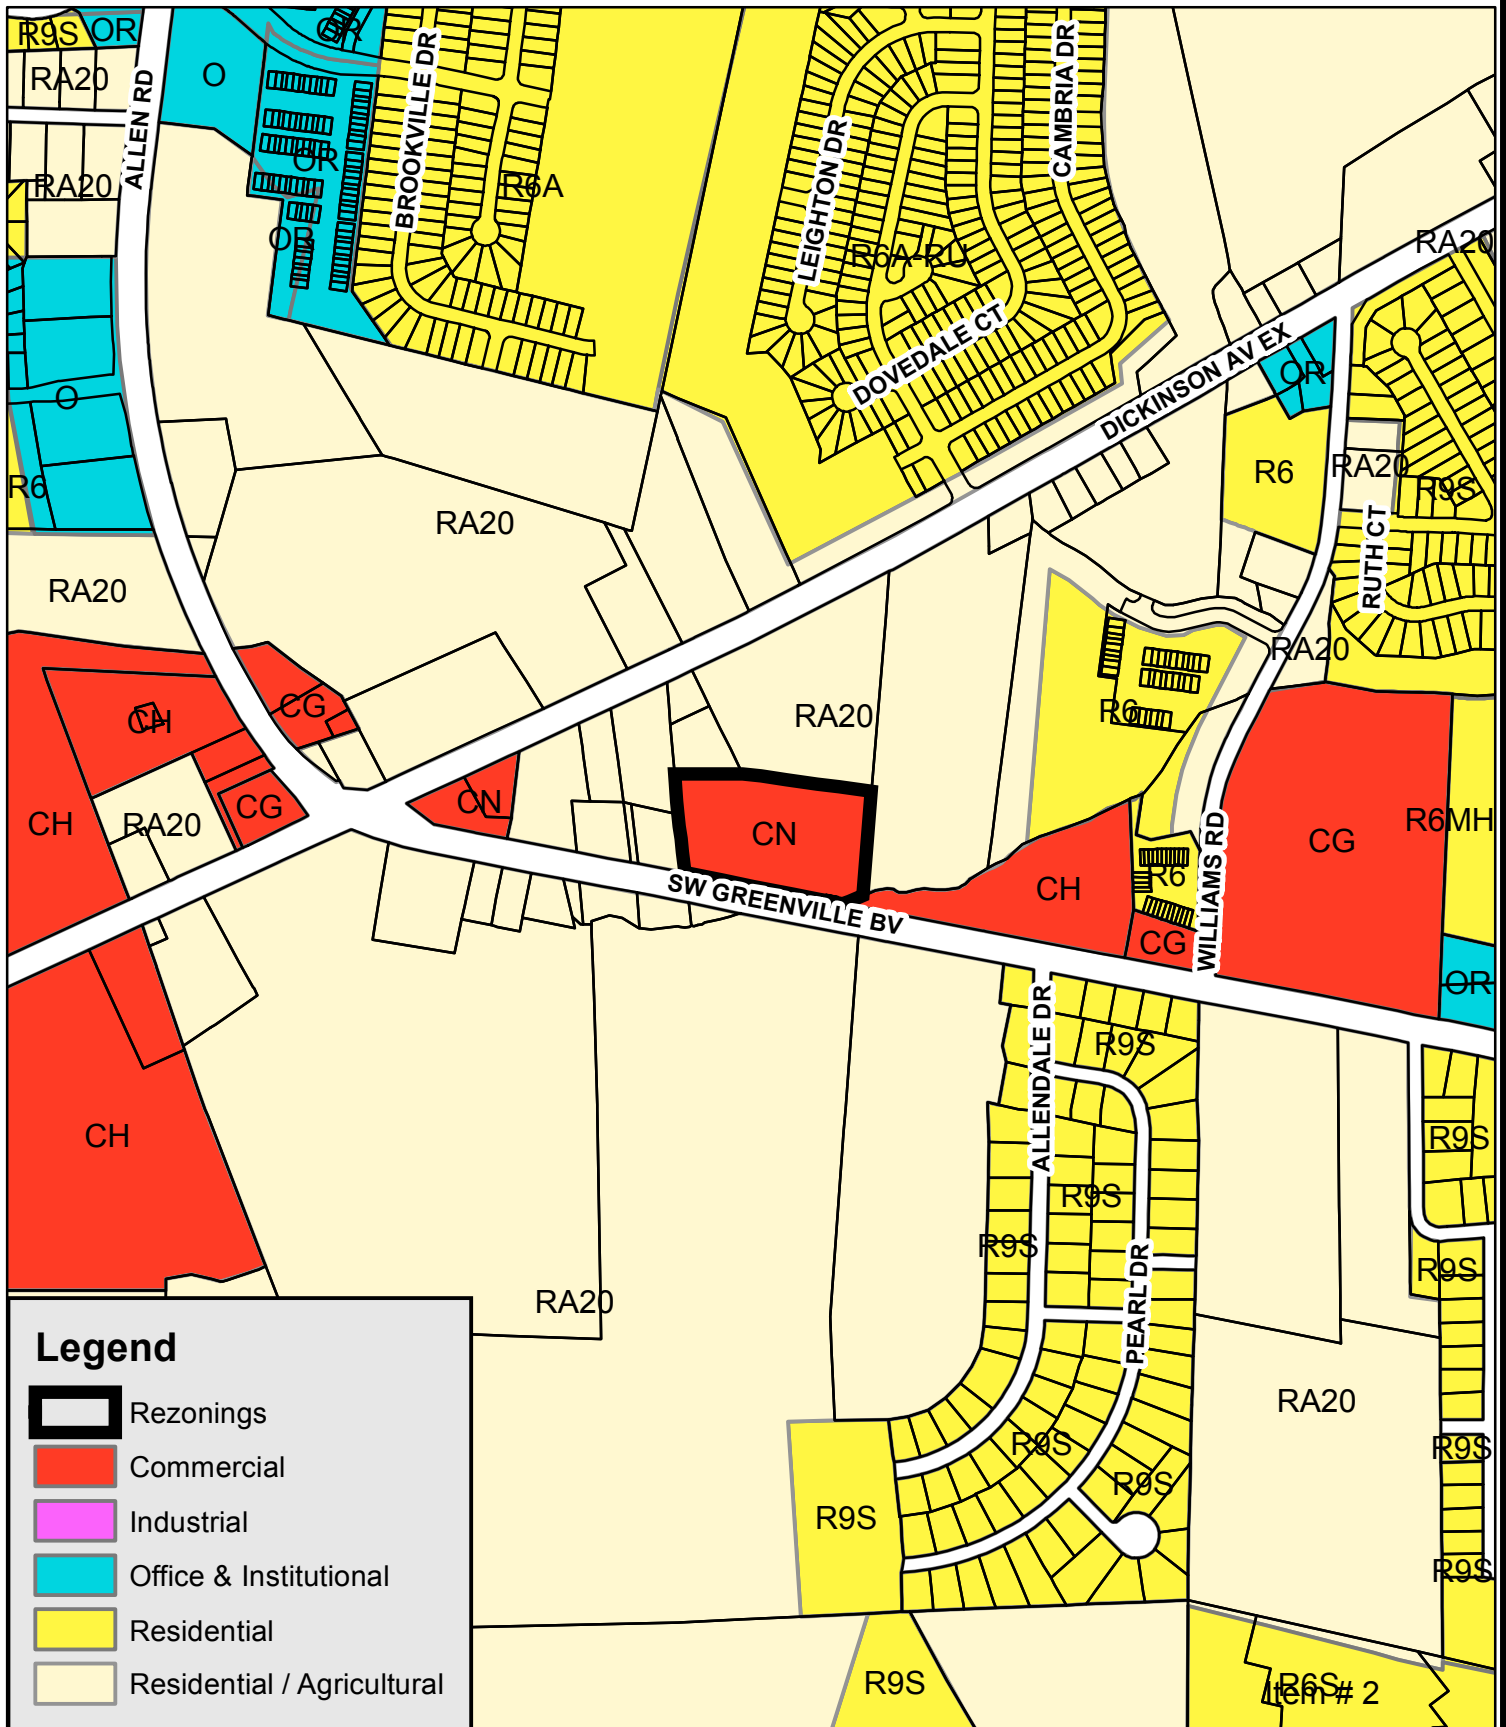 R9S
OR
OR
O
RA20
ALLEN RD
BROOKVILLE DR
LEIGHTON DR
CAMBRIA DR
OR
RA20
R6A
OR
R6A-RU
RA20
DOVEDALE CT
DICKINSON AV EX
OR
O
R6
RA20
R9S
R6
RA20
RUTH CT
RA20
RA20
CG
CH
RA20
R6
CN
CG
CH
RA20
CN
CG
R6MH
WILLIAMS RD
R6
CH
SW GREENVILLE BV
CG
OR
ALLENDALE DR
R9S
CH
R9S
R9S
R9S
PEARL DR
R9S
RA20
RA20
R9S
R9S
R9S
R9S
R9S
R9S
R6S
Item # 2
Legend
Rezonings
Commercial
Industrial
Office & Institutional
Residential
Residential / Agricultural